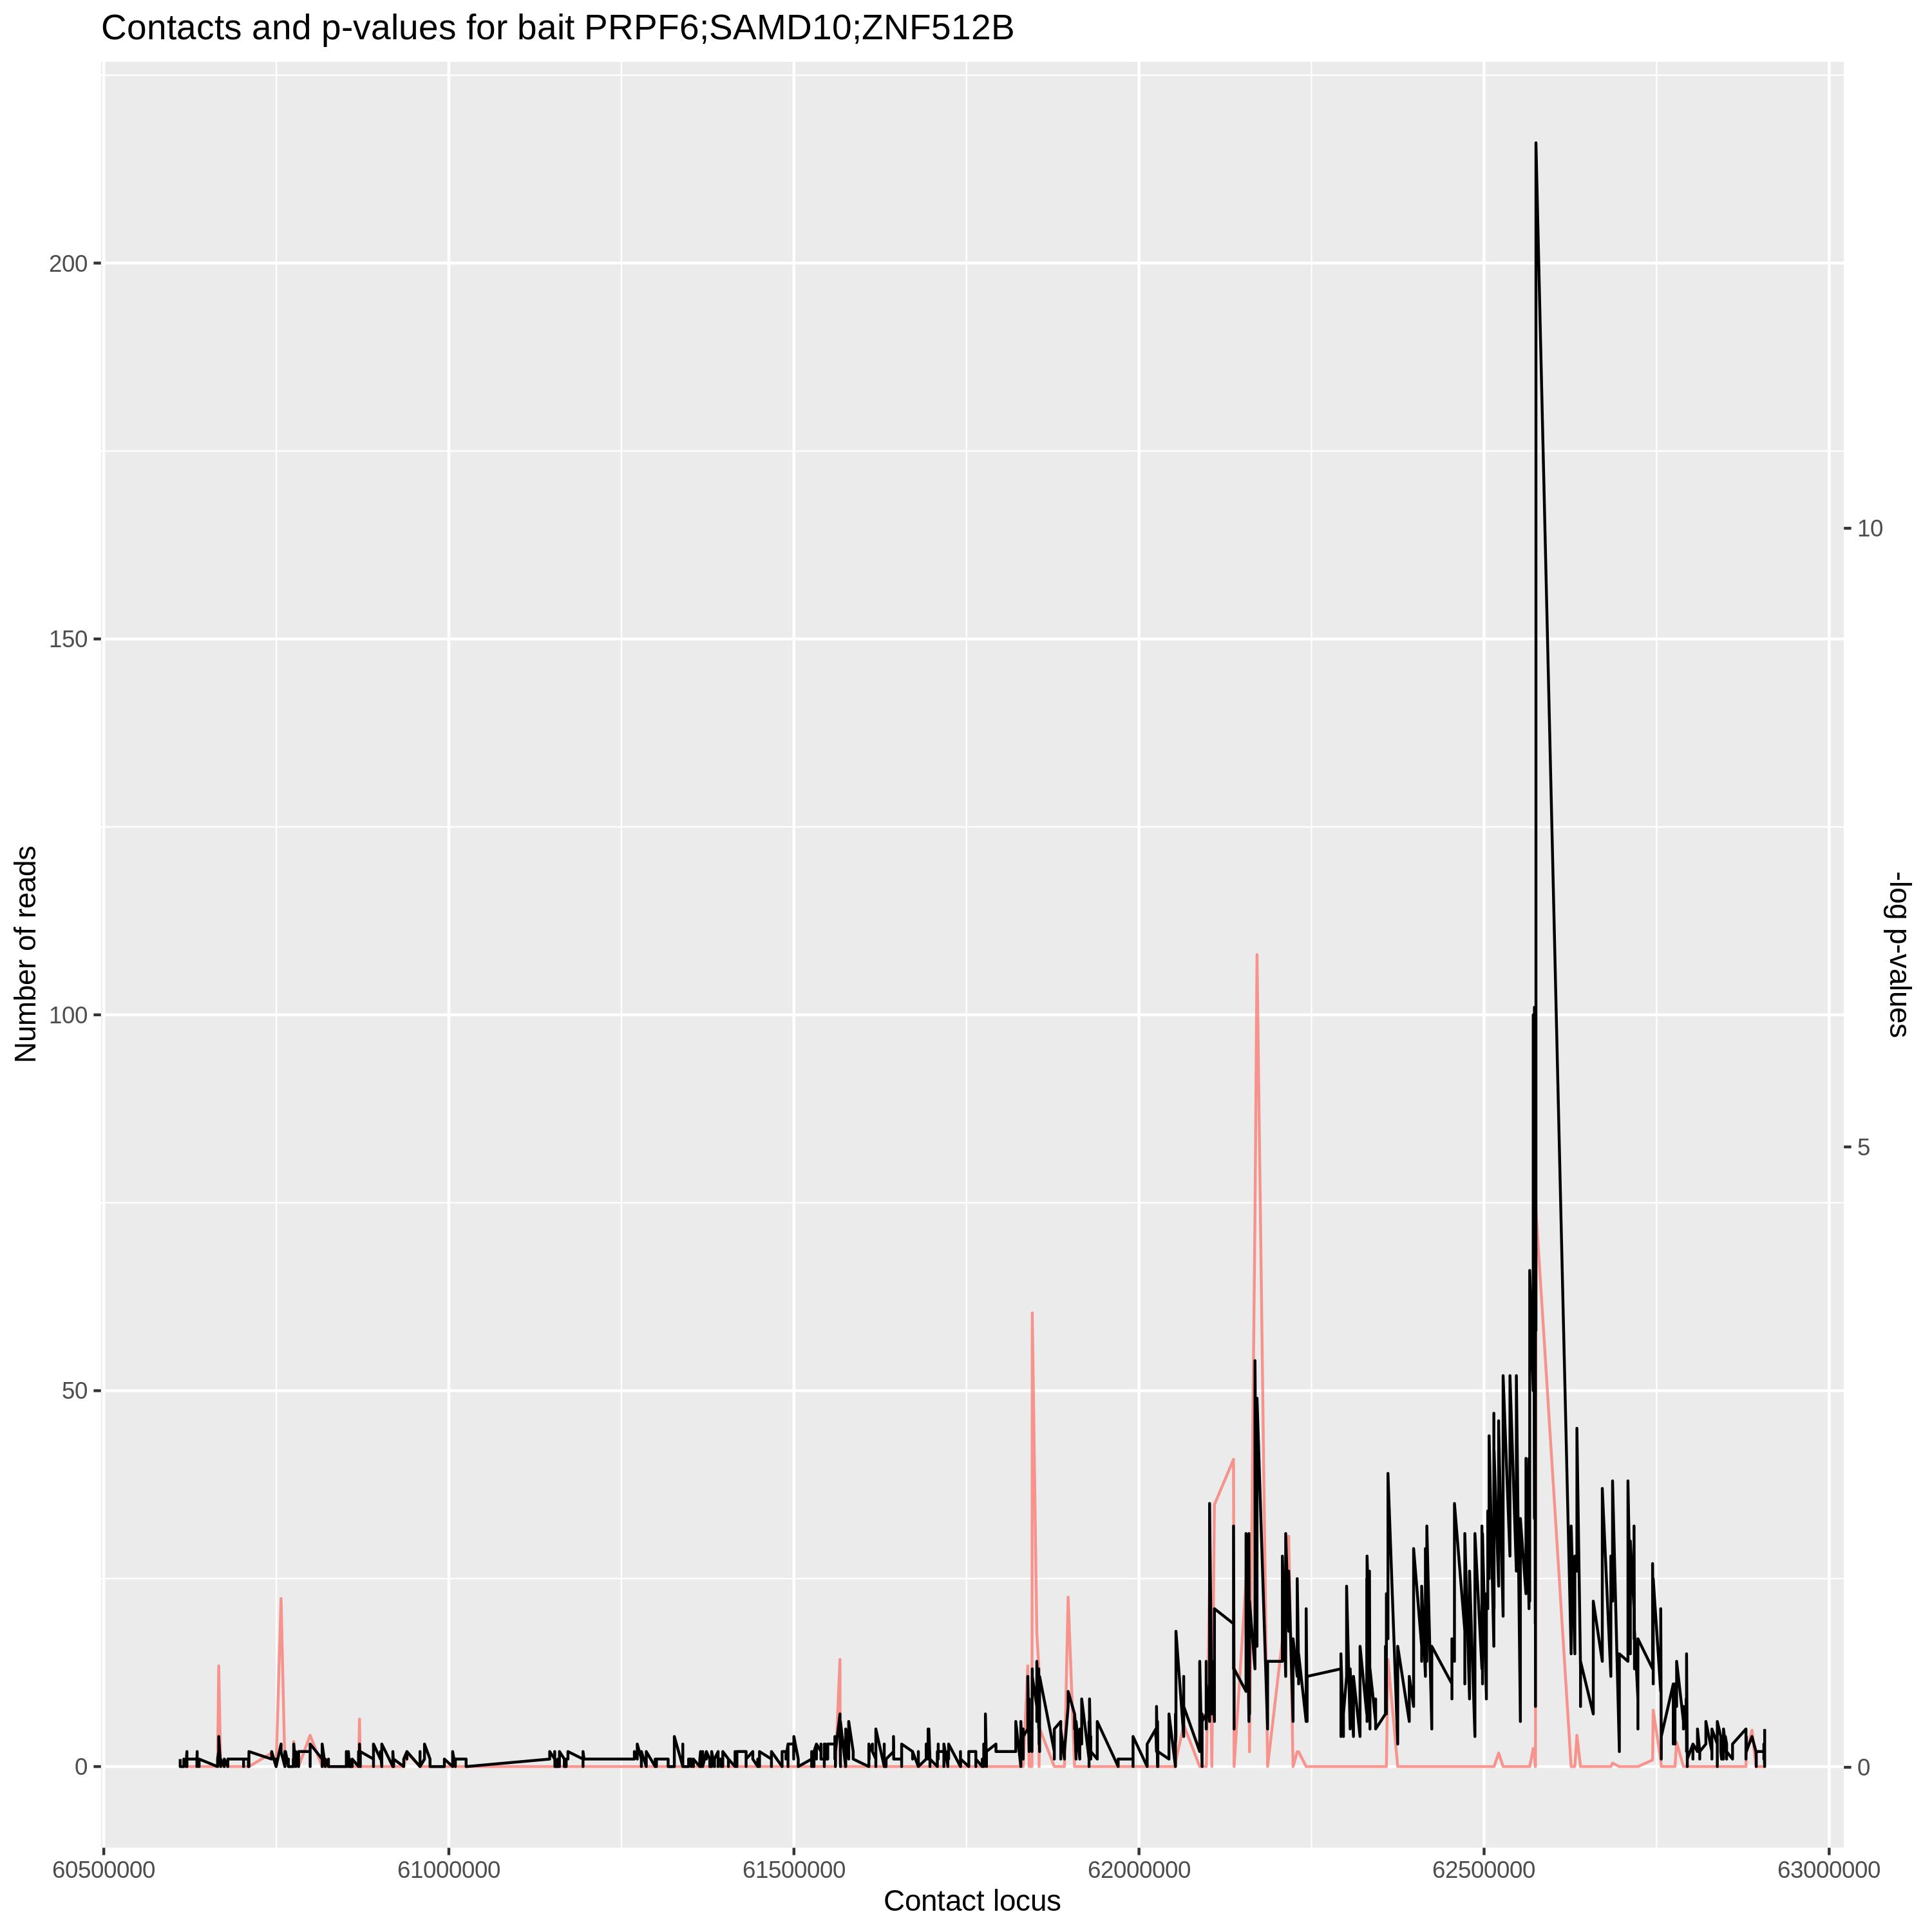 Contacts and p-values for bait PRPF6;SAMD10;ZNF512B
200
150
100
50
0
10
5
0
Number of reads
-log p-values
60500000 61000000 61500000 62000000 62500000 63000000
Contact locus